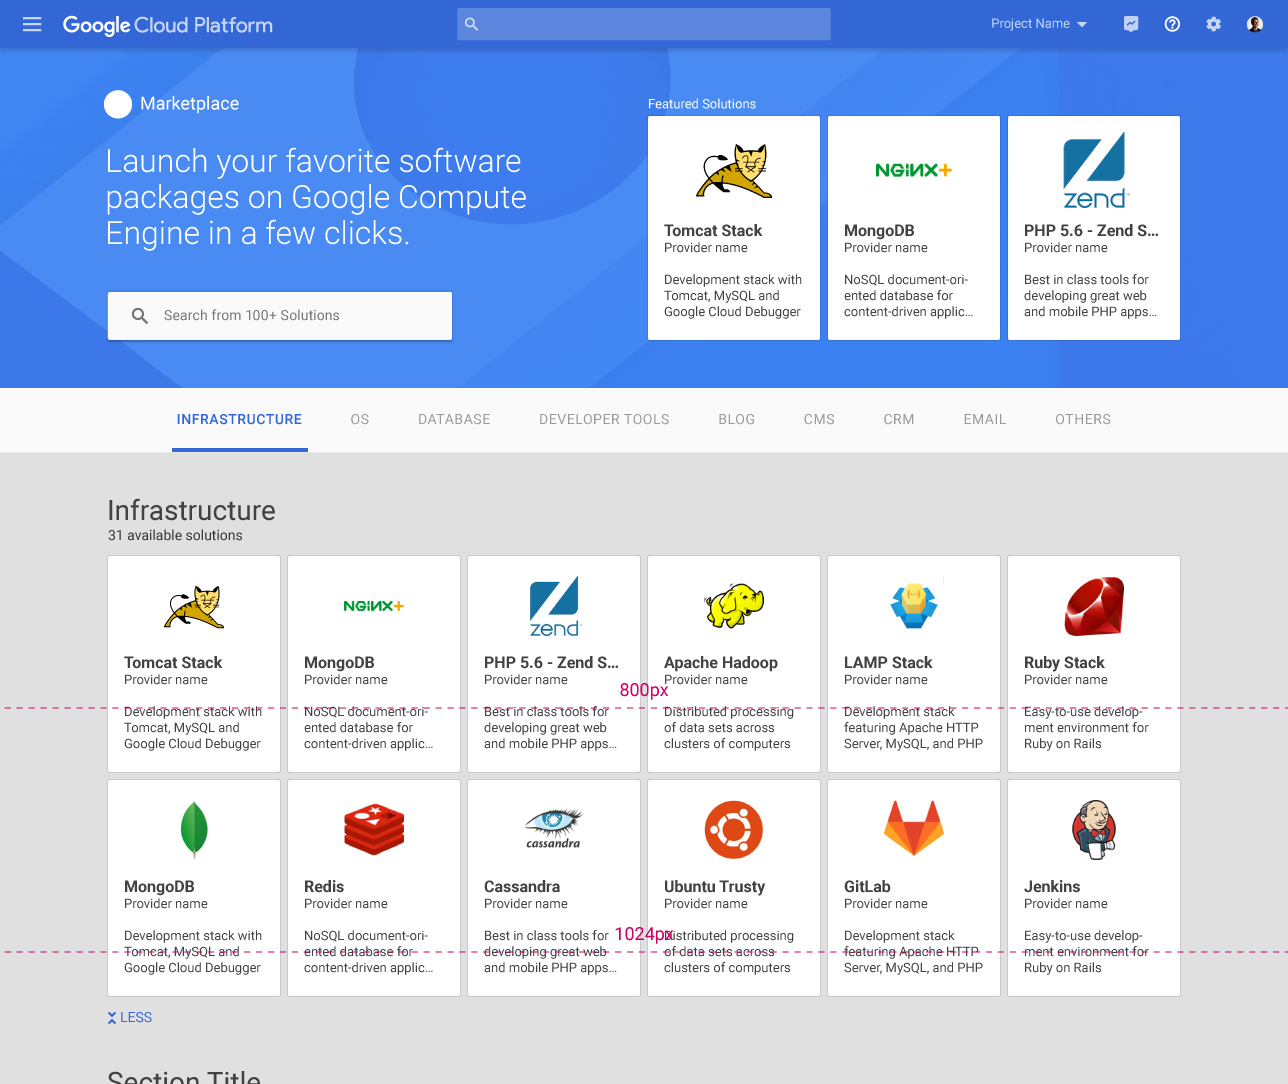 Google Cloud Platform
Project Name
Marketplace
Launch your favorite software
packages on Google Compute
Engine in a few clicks.
Search from 100+ Solutions
Featured Solutions
Tomcat Stack
Provider name
Development stack with
Tomcat, MySQL and
Google Cloud Debugger
NGiNX+
MongoDB
Provider name
NoSQL document-ori-
ented database for
content-driven applic...
zend
PHP 5.6 - Zend S...
Provider name
Best in class tools for
developing great web
and mobile PHP apps...
INFRASTRUCTURE
OS
DATABASE
DEVELOPER TOOLS
BLOG
CMS
CRM
EMAIL
OTHERS
Infrastructure
31 available solutions
Tomcat Stack
Provider name
Development stack with
Tomcat, MySQL and
Google Cloud Debugger
NGiNX+
MongoDB
Provider name
NoSQL document-ori-
ented database for
content-driven applic...
zend
PHP 5.6 - Zend S...
Provider name
Best in class tools for
developing great web
and mobile PHP apps...
Apache Hadoop
Provider name
Distributed processing
of data sets across
clusters of computers
LAMP Stack
Provider name
Development stack
featuring Apache HTTP
Server, MySQL, and PHP
Ruby Stack
Provider name
Easy-to-use develop-
ment environment for
Ruby on Rails
800px
MongoDB
Provider name
Development stack with
Tomcat, MySQL and
Google Cloud Debugger
Redis
Provider name
NoSQL document-ori-
ented database for
content-driven applic...
cassandra
Cassandra
Provider name
Best in class tools for
developing great web
and mobile PHP apps...
Ubuntu Trusty
Provider name
Distributed processing
of data sets across
clusters of computers
GitLab
Provider name
Development stack
featuring Apache HTTP
Server, MySQL, and PHP
Jenkins
Provider name
Easy-to-use develop-
ment environment for
Ruby on Rails
1024px
LESS
Section Title